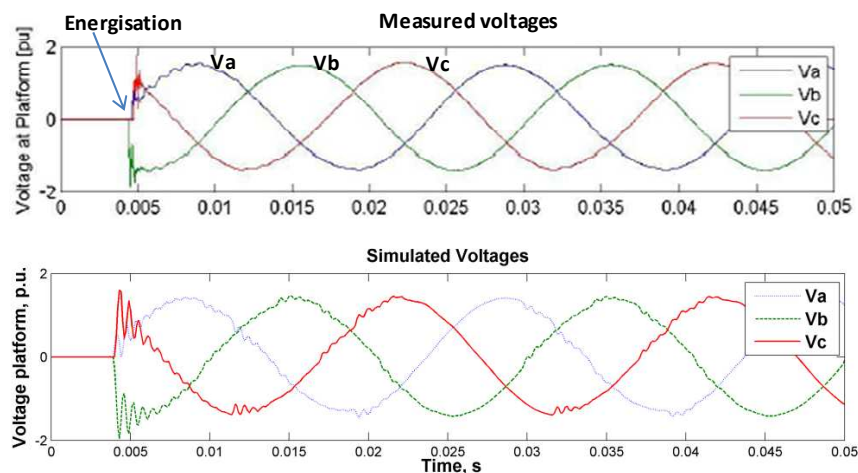 Energisation
Measured voltages
Voltage at Platform [pu]
2
0
-2
Va
Vb
Vc
Va
Vb
Vc
0 0.005 0.01 0.015 0.02 0.025 0.03 0.035 0.04 0.045 0.05
Simulated Voltages
Voltage platform, p.u.
2
0
-2
Va
Vb
Vc
0 0.005 0.01 0.015 0.02 0.025 0.03 0.035 0.04 0.045 0.05
Time, s